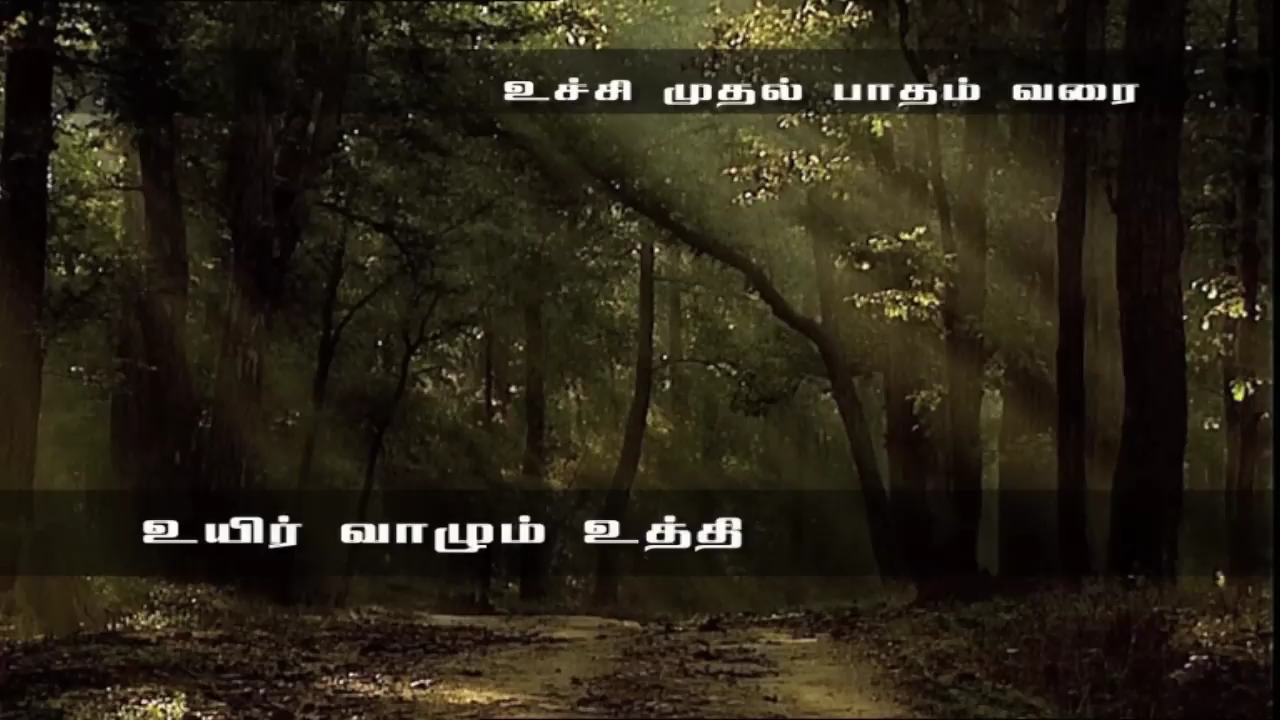 உச்சி முதல் பாதம் வரை
உயிர் வாழும் உத்தி